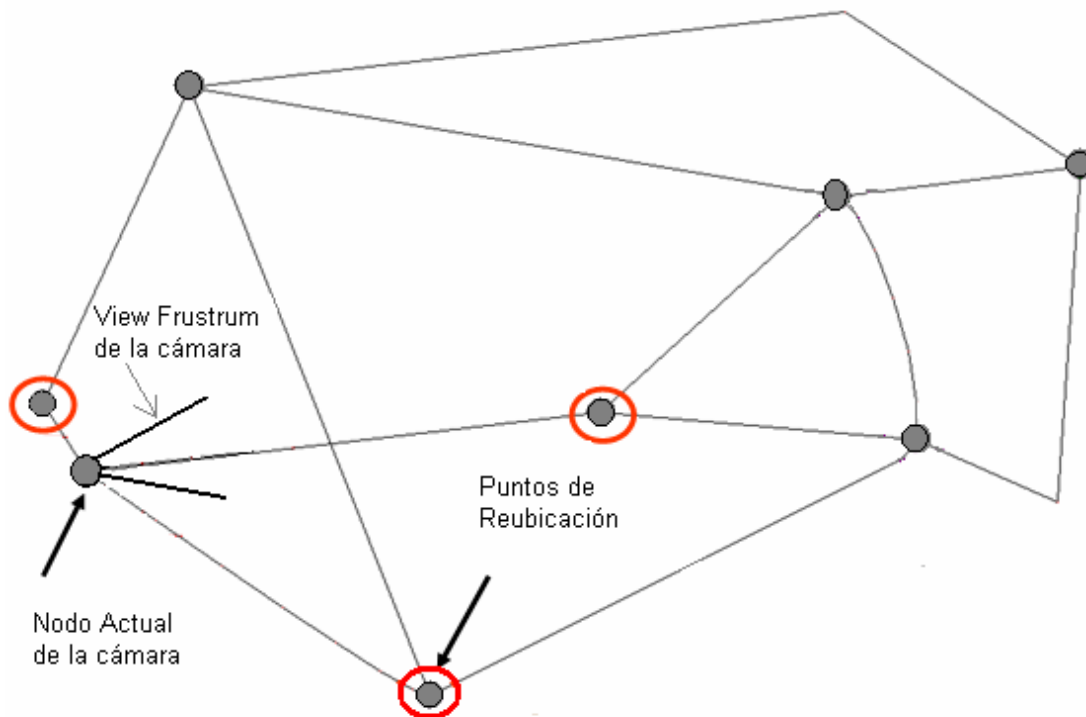 View Frustrum
de la cámara
Puntos de
Reubicación
Nodo Actual
de la cámara